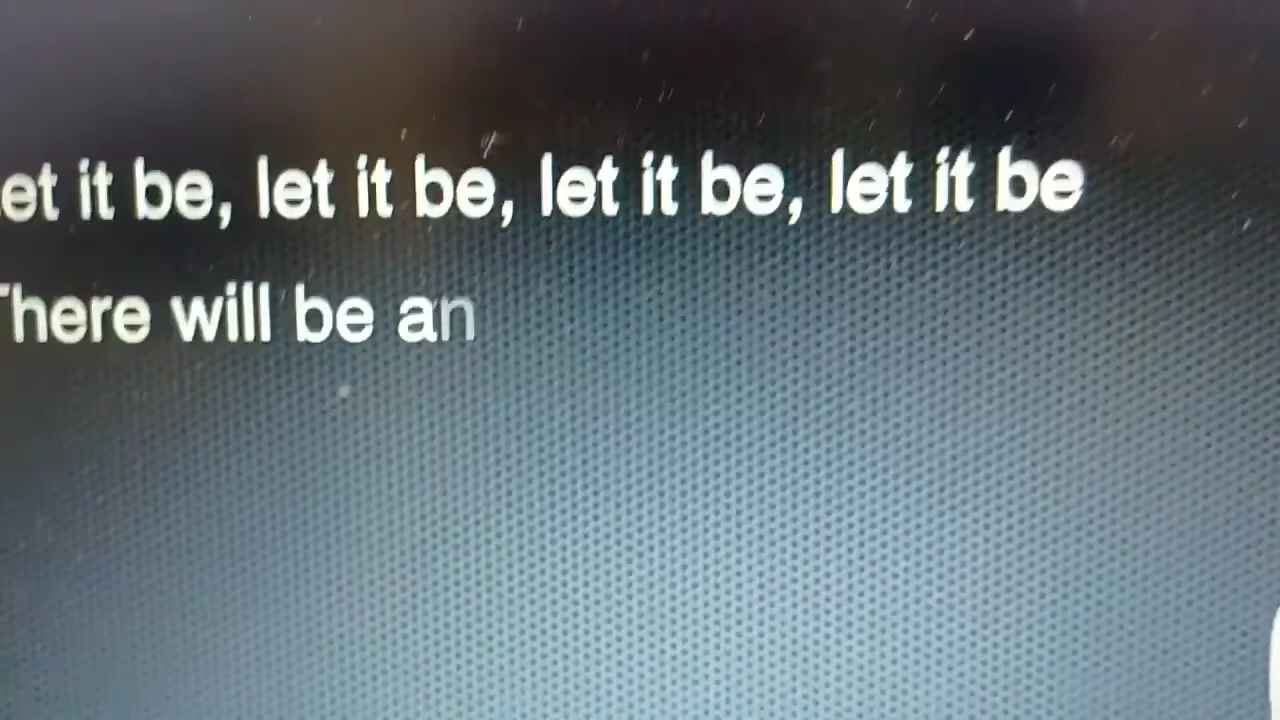 et it be, let it be, let it be, let it be
There will be an